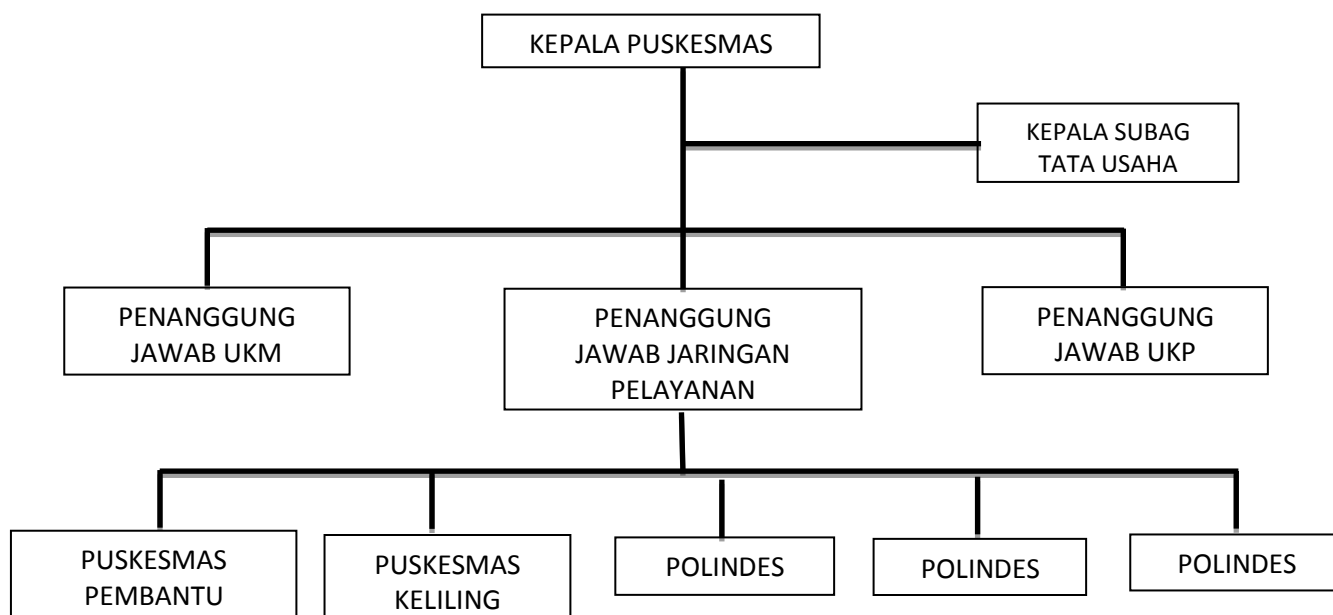 KEPALA PUSKESMAS
KEPALA SUBAG
TATA USAHA
PENANGGUNG
JAWAB UKM
PENANGGUNG
JAWAB JARINGAN
PELAYANAN
PENANGGUNG
JAWAB UKP
PUSKESMAS
PEMBANTU
PUSKESMAS
KELILING
POLINDES
POLINDES
POLINDES